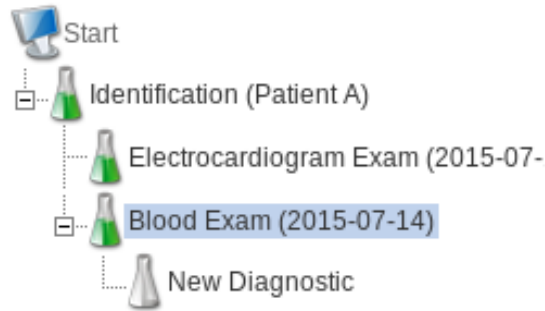 Start
Identification (Patient A)
Electrocardiogram Exam (2015-07-
Blood Exam (2015-07-14)
New Diagnostic